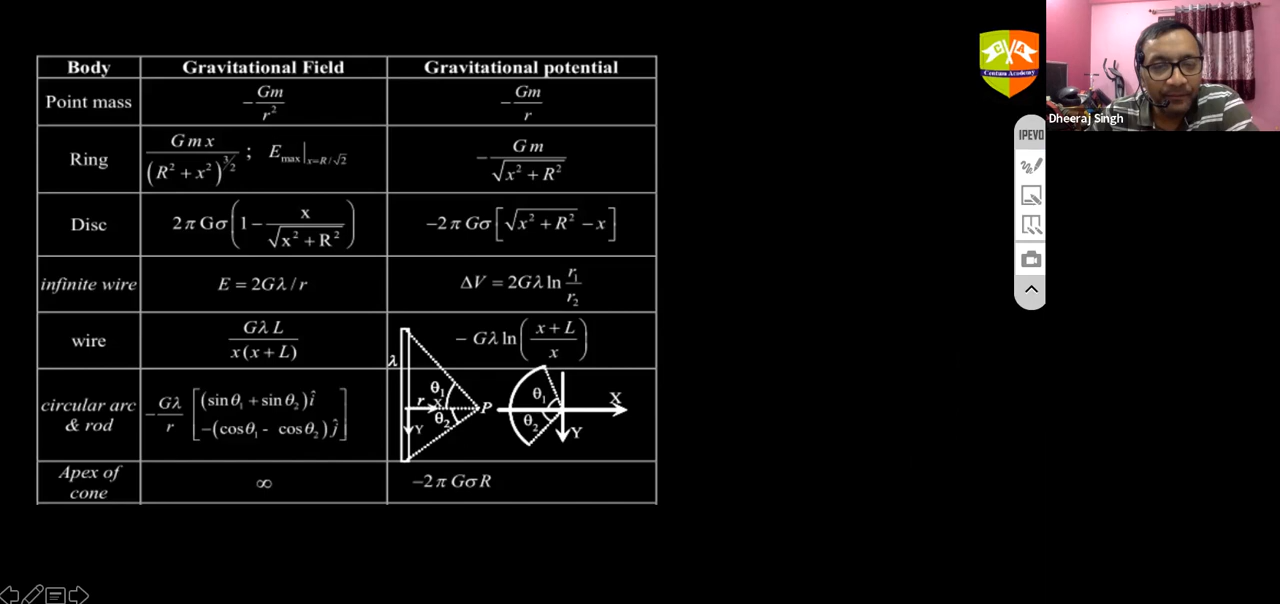 Body Gravitational Field Gravitational potential
Point mass −Gm/r² −Gm/r
Ring Gmx/(R² + x²)^3/2 ; E_max|x=R/√2 −Gm/√(x² + R²)
Disc 2πGσ(1 − x/√(x² + R²)) −2πGσ[√(x² + R²) − x]
infinite wire E = 2Gλ/r ΔV = 2Gλ ln r₁/r₂
wire GλL/x(x + L) −Gλ ln((x + L)/x)
circular arc & rod −Gλ/r [(sinθ₁ + sinθ₂)î
−(cosθ₁ − cosθ₂)ĵ]
λ θ₁ r x P θ₂ Y
θ₁ X θ₂ Y
Apex of cone ∞ −2πGσR
C A
Centum Academy
Dheeraj Singh
IPEVO